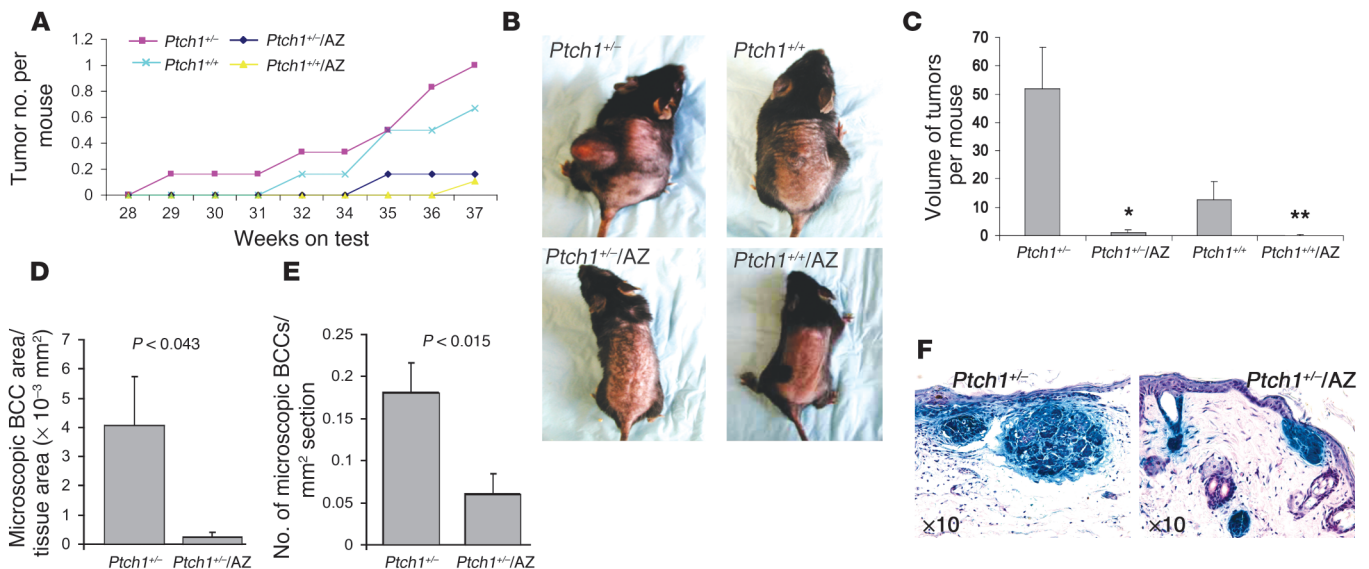 A
Tumor no. per
mouse
1.2
1
0.8
0.6
0.4
0.2
0
Ptch1+/–
Ptch1+/–/AZ
Ptch1+/+
Ptch1+/+/AZ
28 29 30 31 32 34 35 36 37
Weeks on test
B
Ptch1+/–
Ptch1+/+
Ptch1+/–/AZ
Ptch1+/+/AZ
C
Volume of tumors
per mouse
70
60
50
40
30
20
10
0
*
**
Ptch1+/– Ptch1+/–/AZ Ptch1+/+ Ptch1+/+/AZ
D
Microscopic BCC area/
tissue area (× 10–3 mm2)
7
6
5
4
3
2
1
0
P < 0.043
Ptch1+/– Ptch1+/–/AZ
E
No. of microscopic BCCs/
mm2 section
0.25
0.2
0.15
0.1
0.05
0
P < 0.015
Ptch1+/– Ptch1+/–/AZ
F
Ptch1+/–
×10
Ptch1+/–/AZ
×10